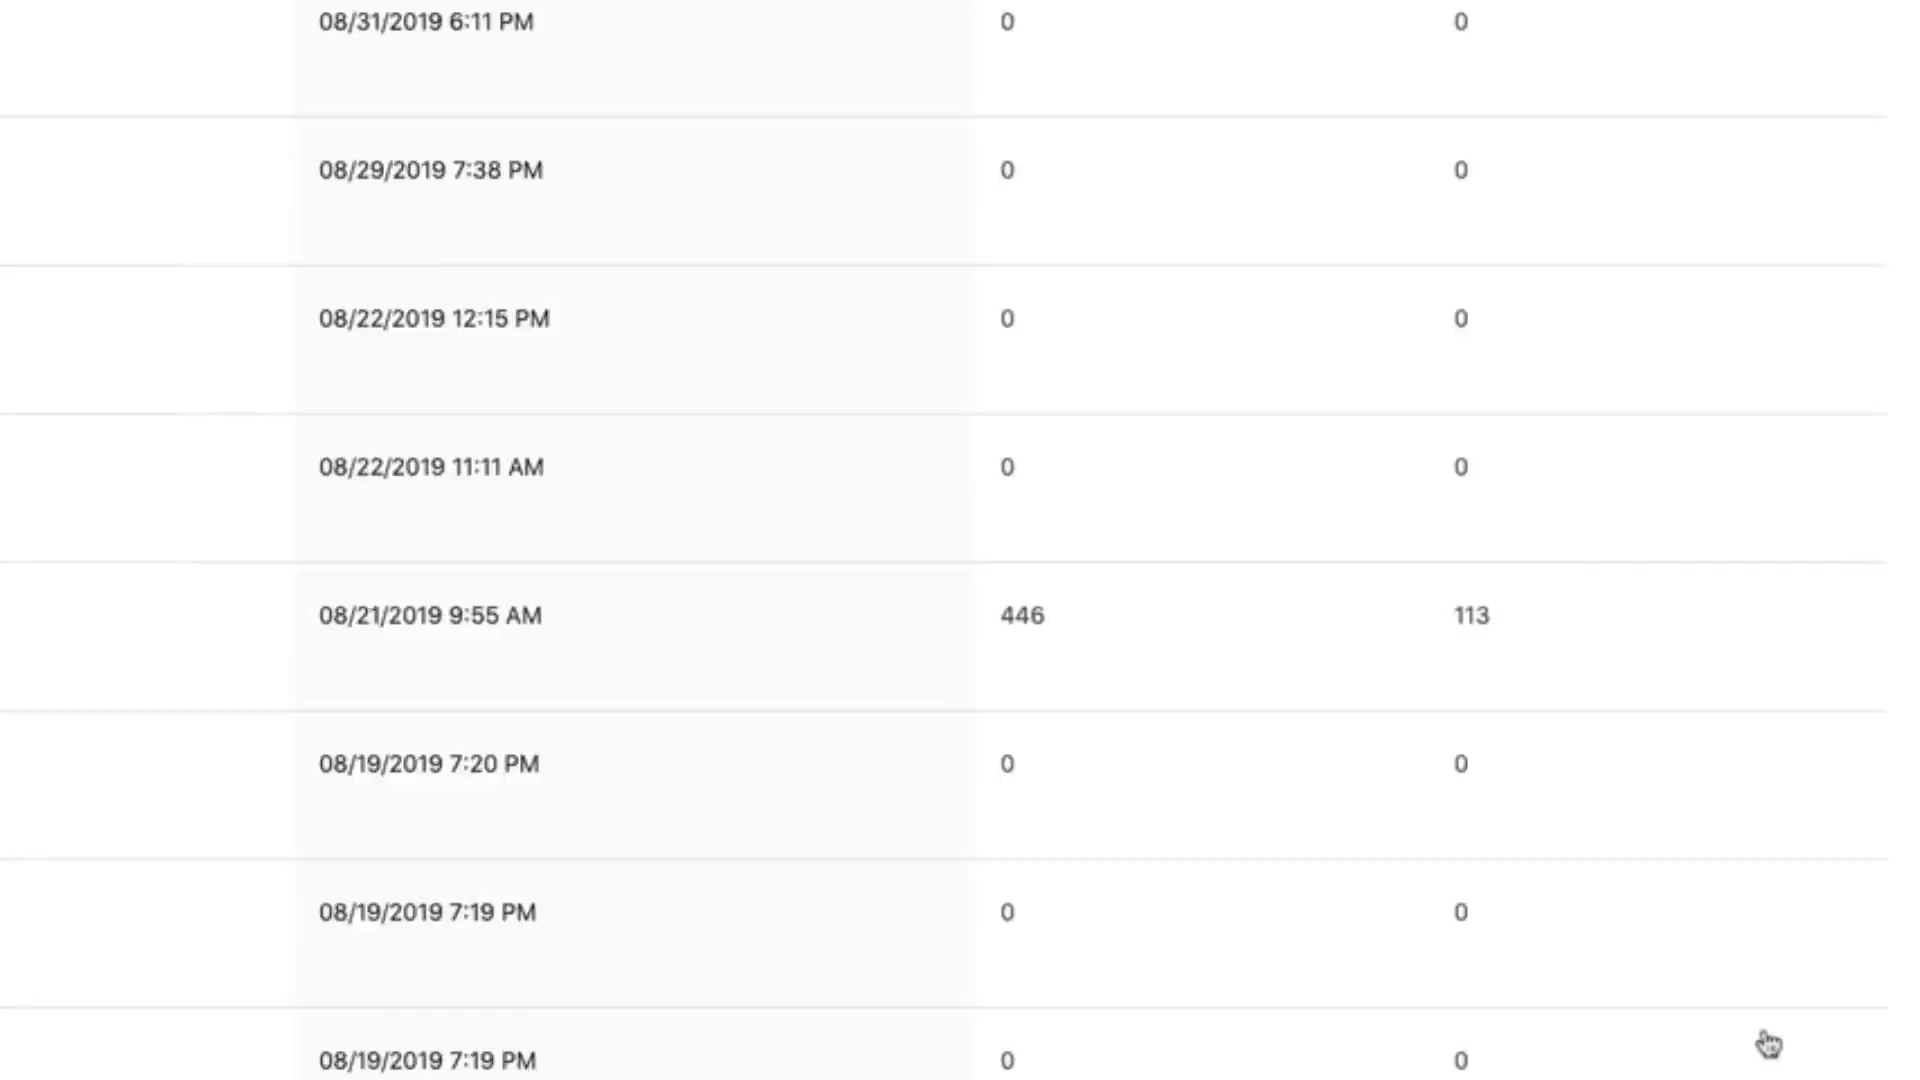 08/31/2019 6:11 PM 0 0
08/29/2019 7:38 PM 0 0
08/22/2019 12:15 PM 0 0
08/22/2019 11:11 AM 0 0
08/21/2019 9:55 AM 446 113
08/19/2019 7:20 PM 0 0
08/19/2019 7:19 PM 0 0
08/19/2019 7:19 PM 0 0